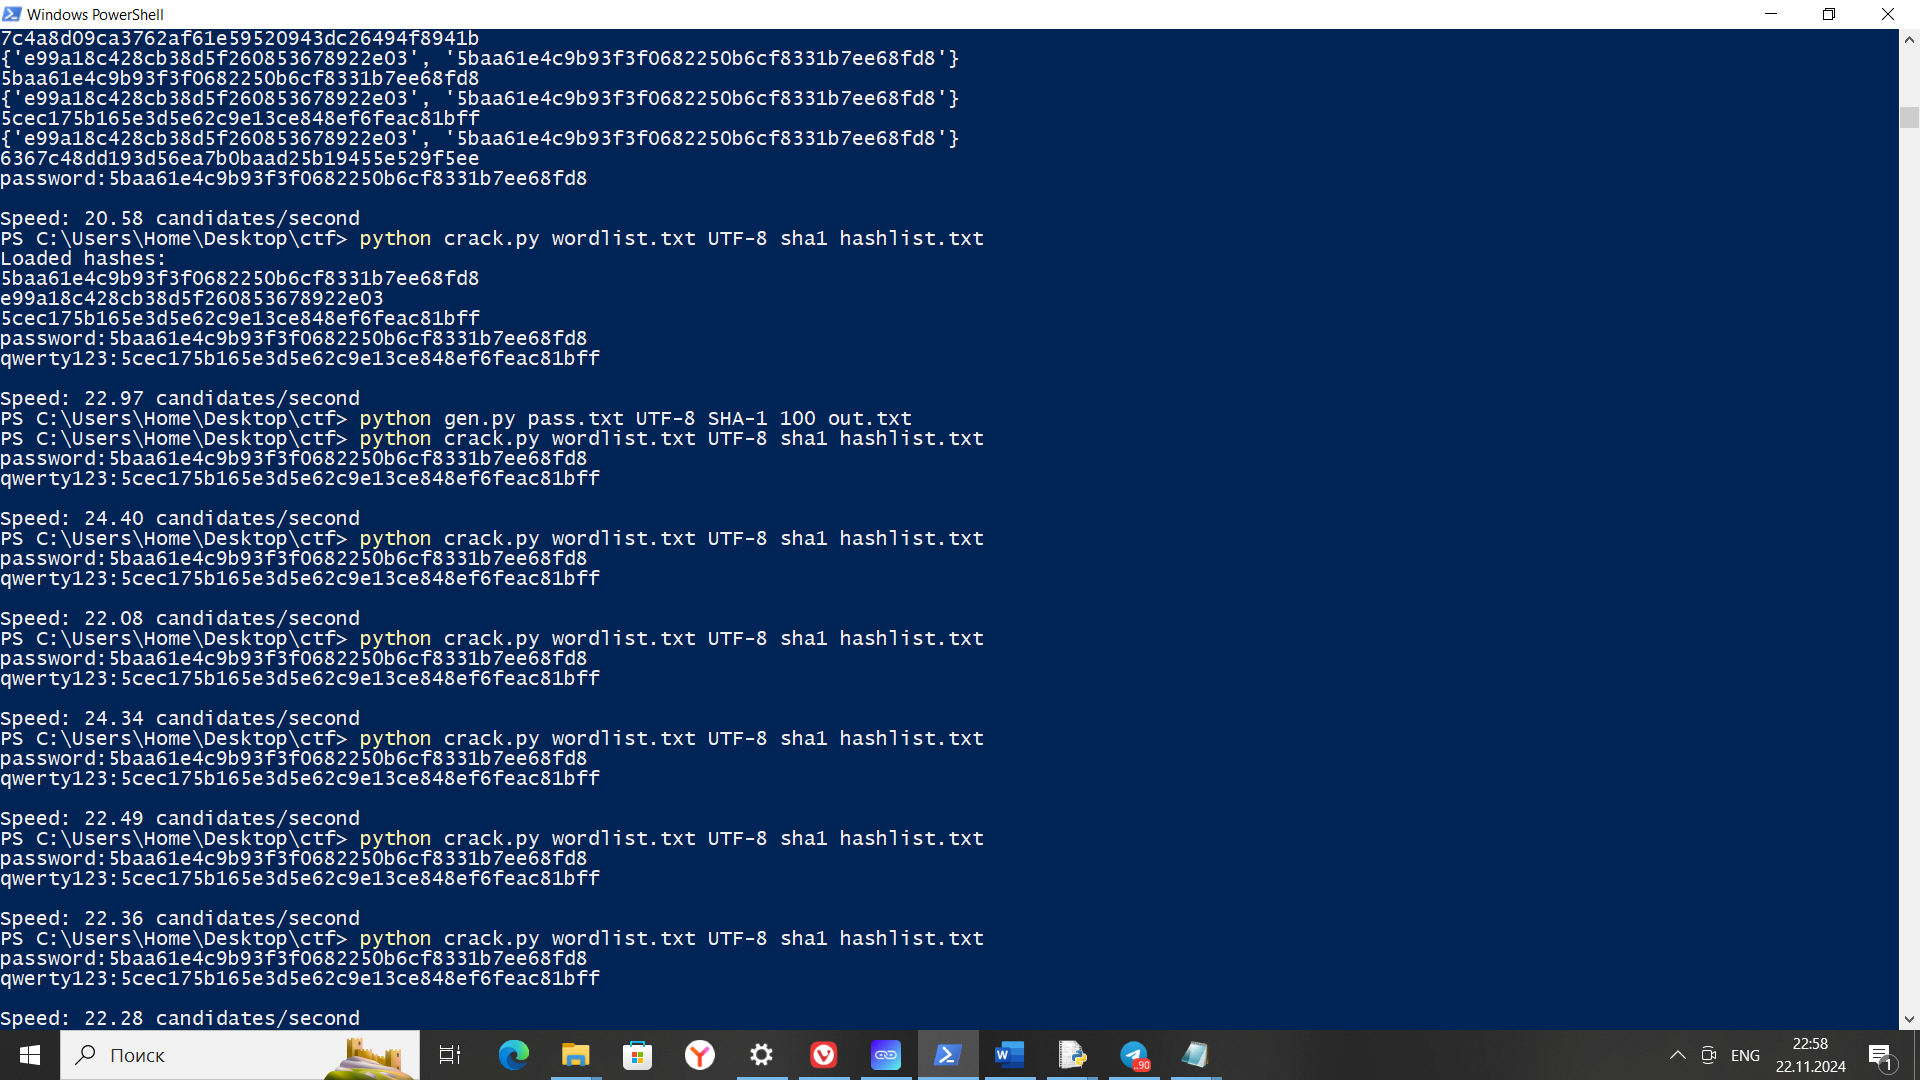 Windows PowerShell
7c4a8d09ca3762af61e59520943dc26494f8941b
{'e99a18c428cb38d5f260853678922e03', '5baa61e4c9b93f3f0682250b6cf8331b7ee68fd8'}
5baa61e4c9b93f3f0682250b6cf8331b7ee68fd8
{'e99a18c428cb38d5f260853678922e03', '5baa61e4c9b93f3f0682250b6cf8331b7ee68fd8'}
5cec175b165e3d5e62c9e13ce848ef6feac81bff
{'e99a18c428cb38d5f260853678922e03', '5baa61e4c9b93f3f0682250b6cf8331b7ee68fd8'}
6367c48dd193d56ea7b0baad25b19455e529f5ee
password:5baa61e4c9b93f3f0682250b6cf8331b7ee68fd8
Speed: 20.58 candidates/second
PS C:\Users\Home\Desktop\ctf> python crack.py wordlist.txt UTF-8 sha1 hashlist.txt
Loaded hashes:
5baa61e4c9b93f3f0682250b6cf8331b7ee68fd8
e99a18c428cb38d5f260853678922e03
5cec175b165e3d5e62c9e13ce848ef6feac81bff
password:5baa61e4c9b93f3f0682250b6cf8331b7ee68fd8
qwerty123:5cec175b165e3d5e62c9e13ce848ef6feac81bff
Speed: 22.97 candidates/second
PS C:\Users\Home\Desktop\ctf> python gen.py pass.txt UTF-8 SHA-1 100 out.txt
PS C:\Users\Home\Desktop\ctf> python crack.py wordlist.txt UTF-8 sha1 hashlist.txt
password:5baa61e4c9b93f3f0682250b6cf8331b7ee68fd8
qwerty123:5cec175b165e3d5e62c9e13ce848ef6feac81bff
Speed: 24.40 candidates/second
PS C:\Users\Home\Desktop\ctf> python crack.py wordlist.txt UTF-8 sha1 hashlist.txt
password:5baa61e4c9b93f3f0682250b6cf8331b7ee68fd8
qwerty123:5cec175b165e3d5e62c9e13ce848ef6feac81bff
Speed: 22.08 candidates/second
PS C:\Users\Home\Desktop\ctf> python crack.py wordlist.txt UTF-8 sha1 hashlist.txt
password:5baa61e4c9b93f3f0682250b6cf8331b7ee68fd8
qwerty123:5cec175b165e3d5e62c9e13ce848ef6feac81bff
Speed: 24.34 candidates/second
PS C:\Users\Home\Desktop\ctf> python crack.py wordlist.txt UTF-8 sha1 hashlist.txt
password:5baa61e4c9b93f3f0682250b6cf8331b7ee68fd8
qwerty123:5cec175b165e3d5e62c9e13ce848ef6feac81bff
Speed: 22.49 candidates/second
PS C:\Users\Home\Desktop\ctf> python crack.py wordlist.txt UTF-8 sha1 hashlist.txt
password:5baa61e4c9b93f3f0682250b6cf8331b7ee68fd8
qwerty123:5cec175b165e3d5e62c9e13ce848ef6feac81bff
Speed: 22.36 candidates/second
PS C:\Users\Home\Desktop\ctf> python crack.py wordlist.txt UTF-8 sha1 hashlist.txt
password:5baa61e4c9b93f3f0682250b6cf8331b7ee68fd8
qwerty123:5cec175b165e3d5e62c9e13ce848ef6feac81bff
Speed: 22.28 candidates/second
Поиск
..90
ENG
22:58
22.11.2024
1